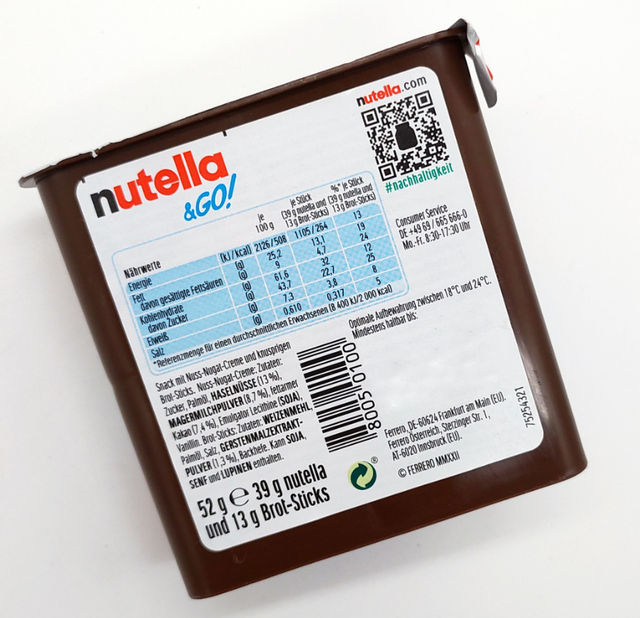 nutella
&GO!
nutella.com
#nachhaltigkeit
Consumer Service
DE +49 69 / 665 666-0
Mo.-Fr. 8:30-17:30 Uhr
je 100 g je Stück (39 g nutella und 13 g Brot-Sticks) %* je Stück (39 g nutella und 13 g Brot-Sticks)
Nährwerte
Energie (kJ/kcal) 2126/508 1105/264 13
Fett (g) 25,2 13,1 19
davon gesättigte Fettsäuren (g) 9 4,7 24
Kohlenhydrate (g) 61,6 32 12
davon Zucker (g) 43,7 22,7 25
Eiweiß (g) 7,3 3,8 8
Salz (g) 0,610 0,317 5
*Referenzmenge für einen durchschnittlichen Erwachsenen (8 400 kJ/2 000 kcal)
Optimale Aufbewahrung zwischen 18°C und 24°C.
Mindestens haltbar bis:
Snack mit Nuss-Nugat-Creme und knusprigen
Brot-Sticks. Nuss-Nugat-Creme: Zutaten:
Zucker, Palmöl, HASELNÜSSE (13 %),
MAGERMILCHPULVER (8,7 %), fettarmer
Kakao (7,4 %), Emulgator Lecithine (SOJA),
Vanillin. Brot-Sticks: Zutaten: WEIZENMEHL,
Palmöl, Salz, GERSTENMALZEXTRAKT-
PULVER (1,3 %), Backhefe. Kann SOJA,
SENF und LUPINEN enthalten.
80050100
52 g e 39 g nutella
und 13 g Brot-Sticks
Ferrero, DE-60624 Frankfurt am Main (EU).
Ferrero Österreich, Sterzinger Str. 1,
AT-6020 Innsbruck (EU).
© FERRERO MMXXII
75254321